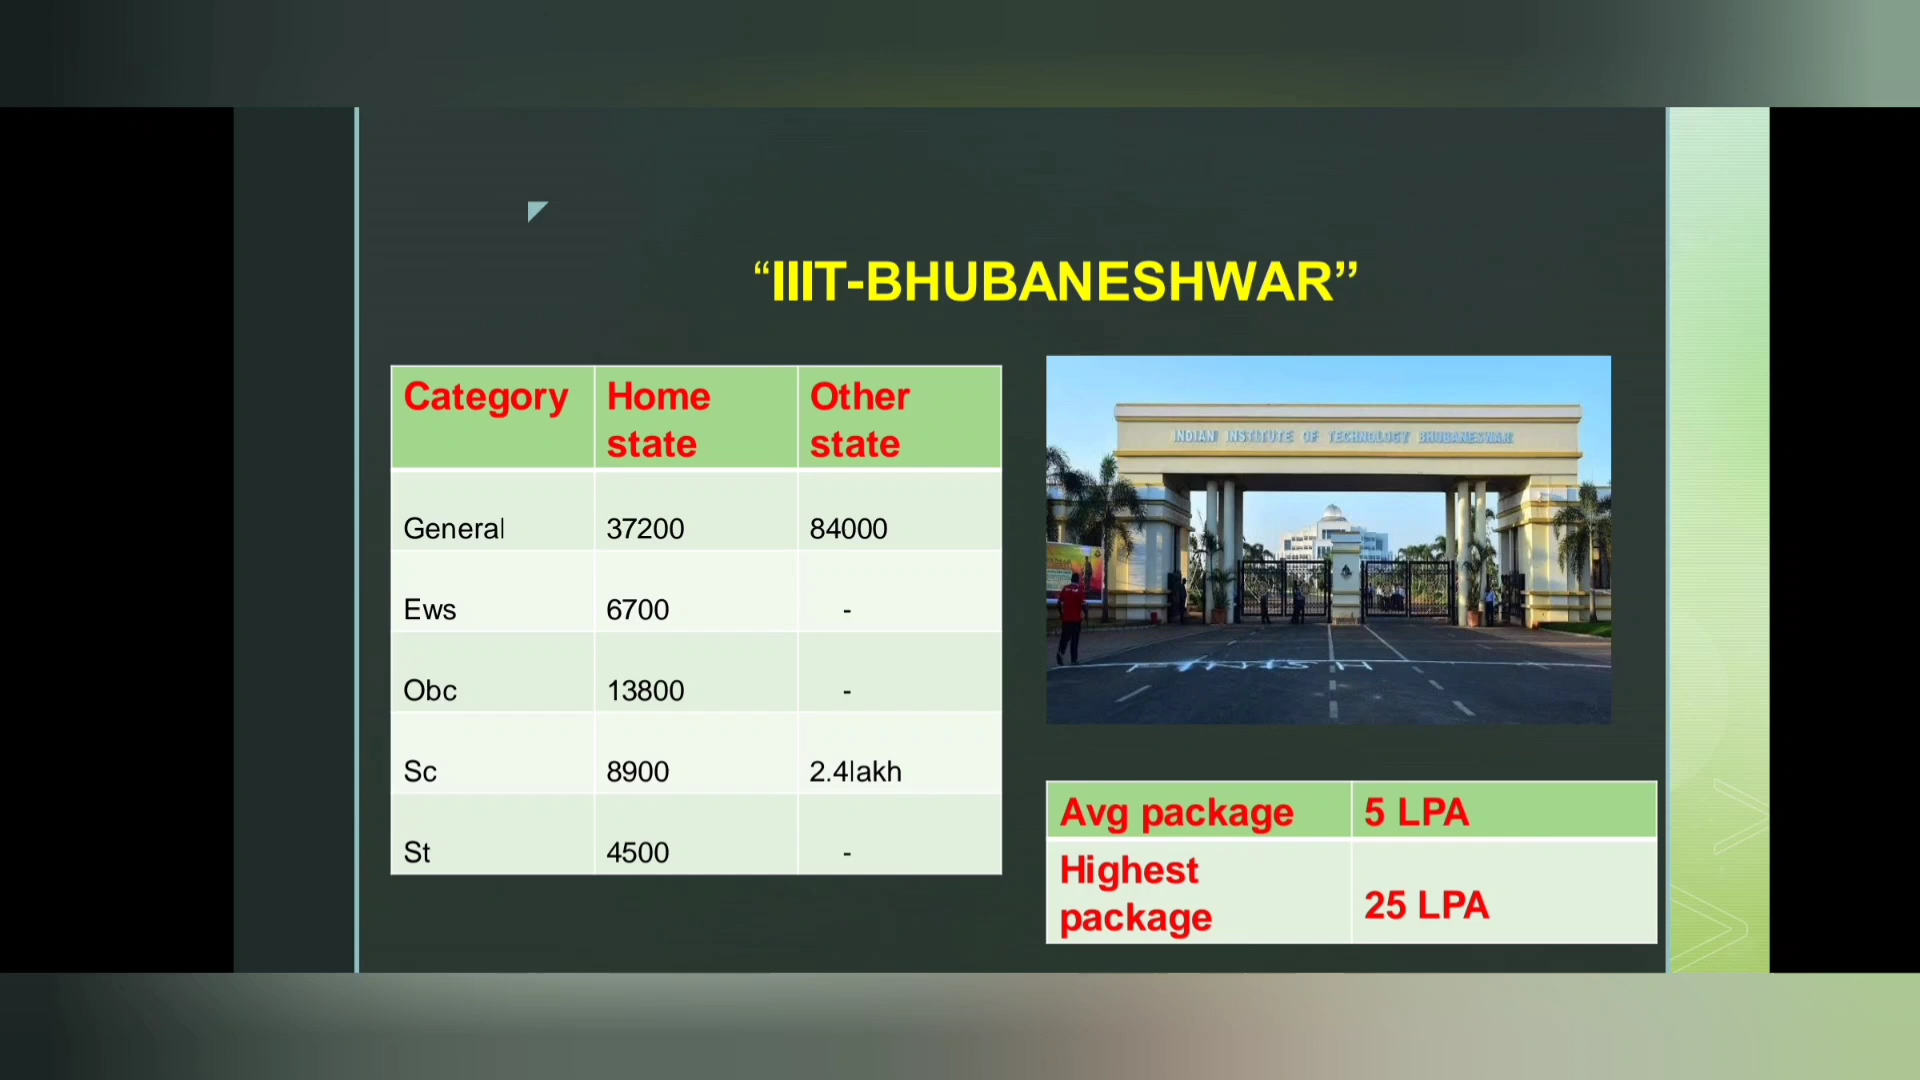 “IIIT-BHUBANESHWAR”
Category Home state Other state
General 37200 84000
Ews 6700 -
Obc 13800 -
Sc 8900 2.4lakh
St 4500 -
INDIAN INSTITUTE OF TECHNOLOGY BHUBANESWAR
FINISH
Avg package 5 LPA
Highest package 25 LPA